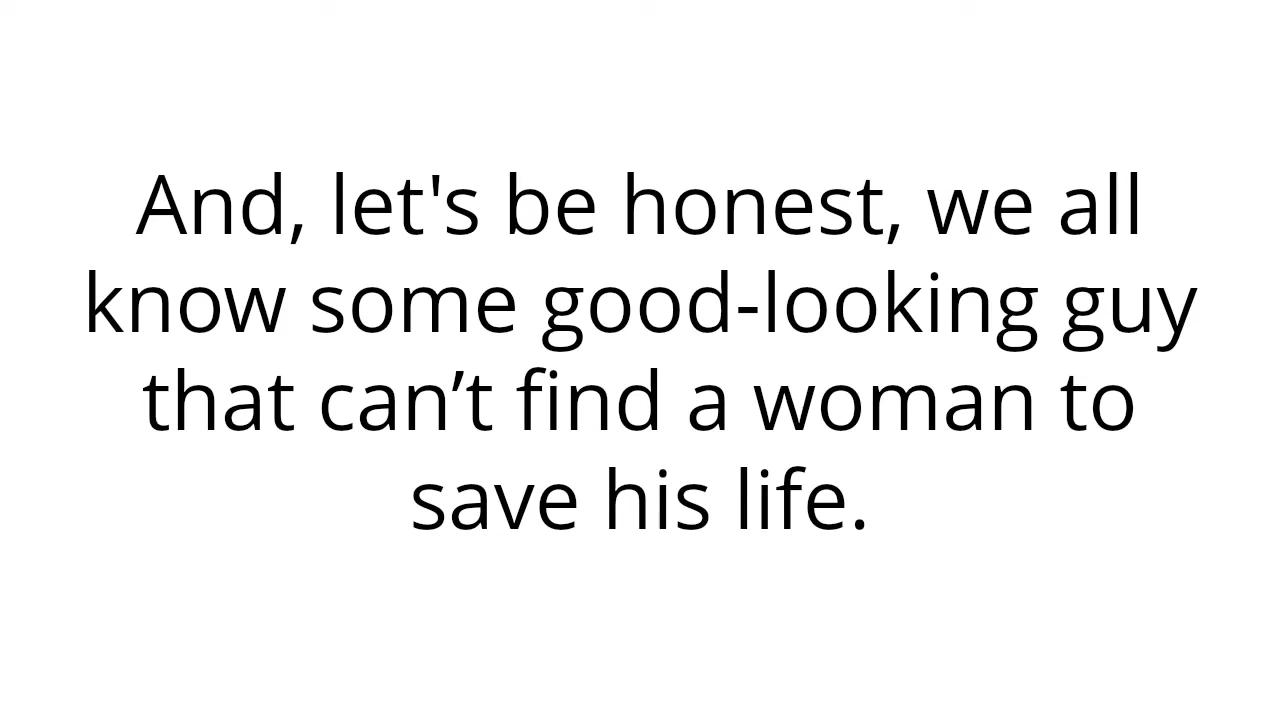 And, let's be honest, we all
know some good-looking guy
that can’t find a woman to
save his life.